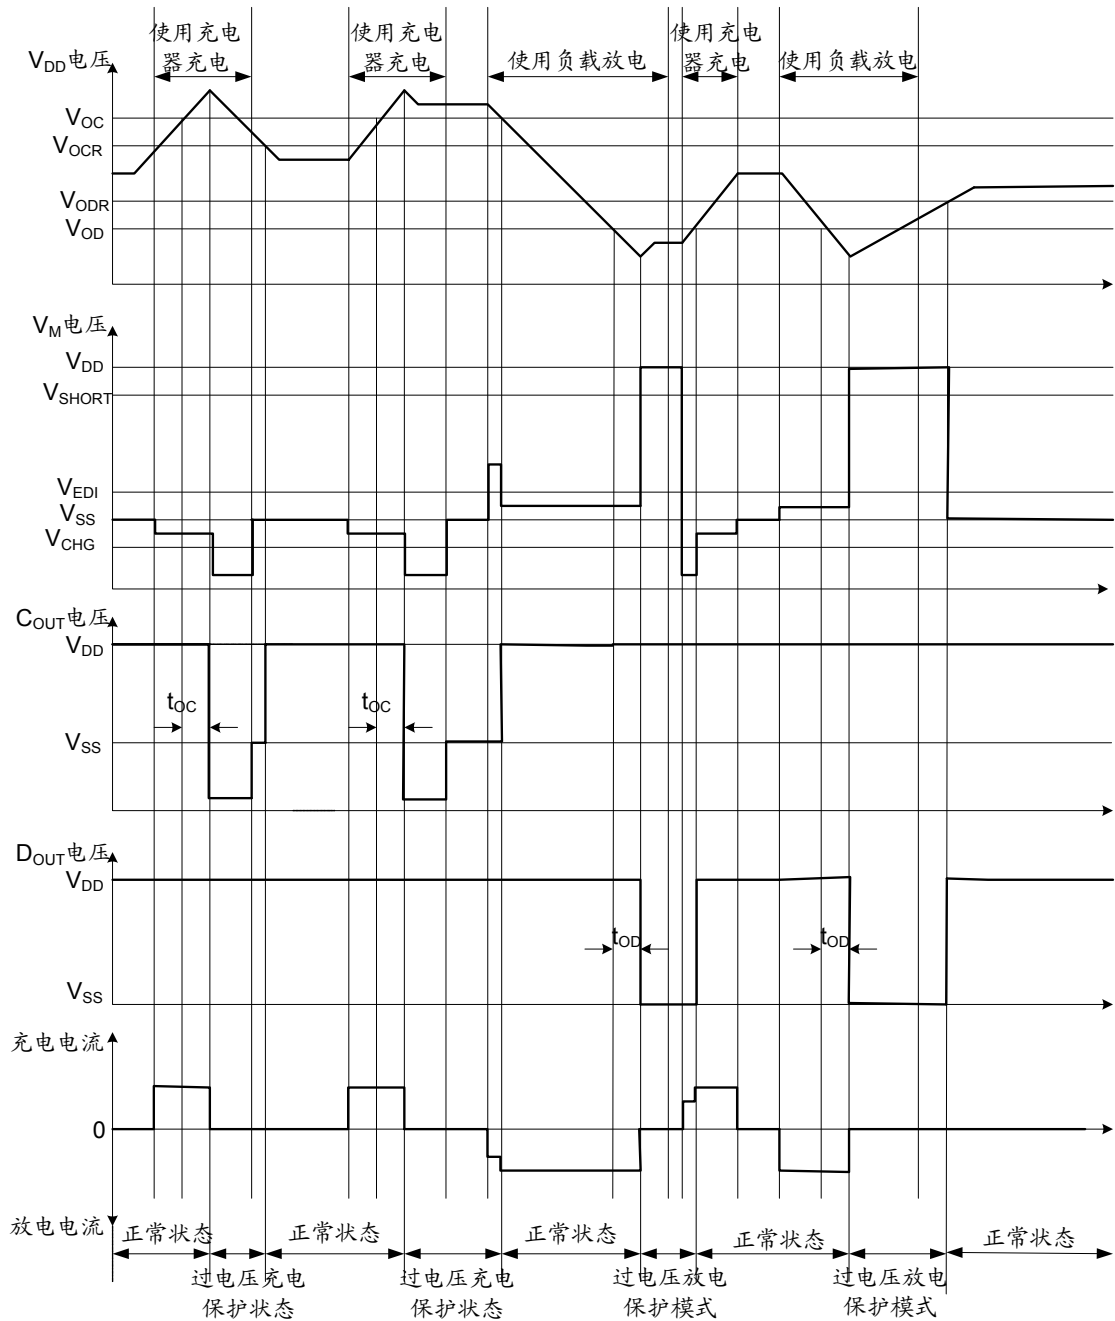 使用充电
器充电
使用充电
器充电
使用负载放电
使用充电
器充电
使用负载放电
VDD电压
VOC
VOCR
VODR
VOD
VM电压
VDD
VSHORT
VEDI
VSS
VCHG
COUT电压
VDD
tOC
tOC
VSS
DOUT电压
VDD
tOD
tOD
VSS
充电电流
0
放电电流
正常状态
正常状态
正常状态
正常状态
正常状态
过电压充电
保护状态
过电压充电
保护状态
过电压放电
保护模式
过电压放电
保护模式